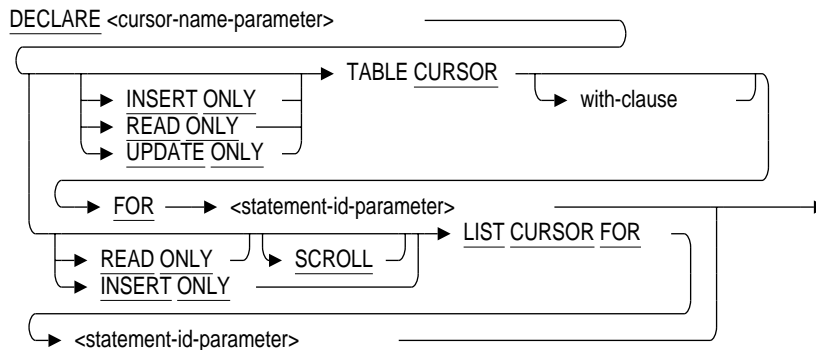 DECLARE <cursor-name-parameter>
TABLE CURSOR
INSERT ONLY
with-clause
READ ONLY
UPDATE ONLY
FOR <statement-id-parameter>
LIST CURSOR FOR
READ ONLY SCROLL
INSERT ONLY
<statement-id-parameter>